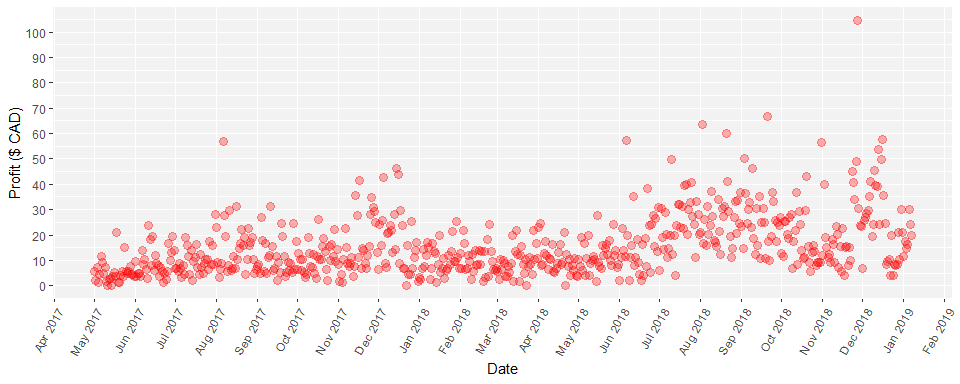 Profit ($ CAD)
100
90
80
70
60
50
40
30
20
10
0
Apr 2017
May 2017
Jun 2017
Jul 2017
Aug 2017
Sep 2017
Oct 2017
Nov 2017
Dec 2017
Jan 2018
Feb 2018
Mar 2018
Apr 2018
May 2018
Jun 2018
Jul 2018
Aug 2018
Sep 2018
Oct 2018
Nov 2018
Dec 2018
Jan 2019
Feb 2019
Date